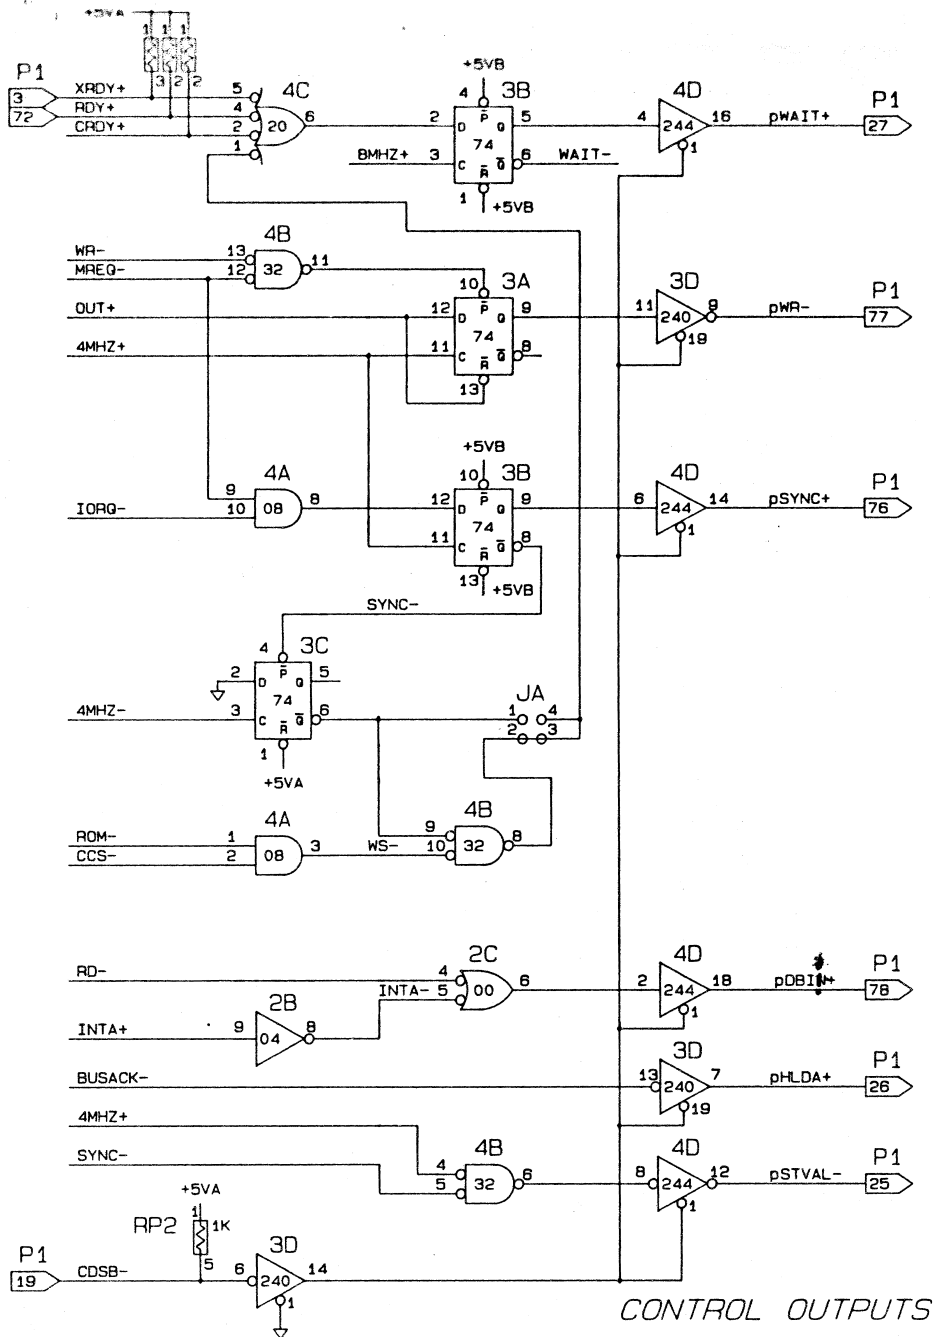 +5VA
1 1 1
P1
3 2 2
4C
+5VB
3B
4D
P1
3 XRDY+ 5
72 RDY+ 4
CRDY+ 2
1
20 6
4
P̅
2 D Q 5
74
8MHZ+ 3 C Q̅ 6 WAIT-
R̅
1 +5VB
4 244 16 pWAIT+ 27
1
4B
WR- 13
MREQ- 12
32 11
10 3A
P̅
OUT+ 12 D Q 9
74
4MHZ+ 11 C Q̅ 8
R̅
13
3D
11 240 9 pWR- 77
19
P1
+5VB
4A
10 3B
4D
P1
9
IORQ- 10
08 8
P̅
12 D Q 9
74
11 C Q̅ 8
R̅
13 +5VB
6 244 14 pSYNC+ 76
1
SYNC-
4 3C
P̅
2 D Q 5
74
4MHZ- 3 C Q̅ 6
R̅
1
+5VA
JA
1 4
2 3
4A
4B
ROM- 1
CCS- 2
08 3 WS-
9
10 32 8
2C
4D
P1
RD- 4
INTA- 5
00 6
2 244 18 pDBIN+ 78
1
2B
INTA+ 9 04 8
3D
P1
BUSACK- 13 240 7 pHLDA+ 26
19
4MHZ+
4B
4D
P1
SYNC-
4
5 32 6
8 244 12 pSTVAL- 25
1
+5VA
1
RP2 1K
5
P1
3D
19 CDSB- 6 240 14
1
CONTROL OUTPUTS